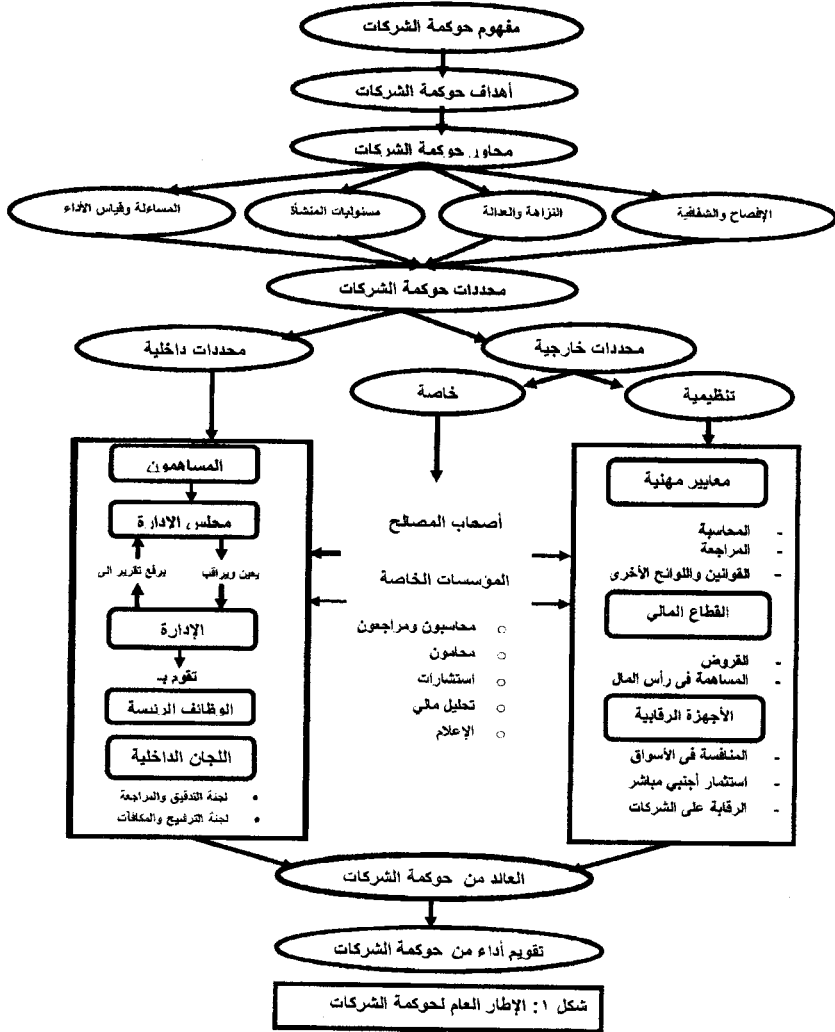 مفهوم حوكمة الشركات
أهداف حوكمة الشركات
محاور حوكمة الشركات
الإفصاح والشفافية
النزاهة والعدالة
مسئوليات المنشأة
المساءلة وقياس الأداء
محددات حوكمة الشركات
محددات خارجية
محددات داخلية
تنظيمية
خاصة
معايير مهنية
- المحاسبة
- المراجعة
- القوانين واللوائح الأخرى
القطاع المالي
- القروض
- المساهمة فى رأس المال
الأجهزة الرقابية
- المنافسة فى الأسواق
- استثمار أجنبي مباشر
- الرقابة على الشركات
أصحاب المصالح
المؤسسات الخاصة
○ محاسبون ومراجعون
○ محامون
○ استشارات
○ تحليل مالي
○ الإعلام
المساهمون
مجلس الإدارة
يعين ويراقب
يرفع تقرير الى
الإدارة
تقوم بـ
الوظائف الرئيسة
اللجان الداخلية
• لجنة التدقيق والمراجعة
• لجنة الترشيح والمكافآت
العائد من حوكمة الشركات
تقويم أداء من حوكمة الشركات
شكل ١: الإطار العام لحوكمة الشركات